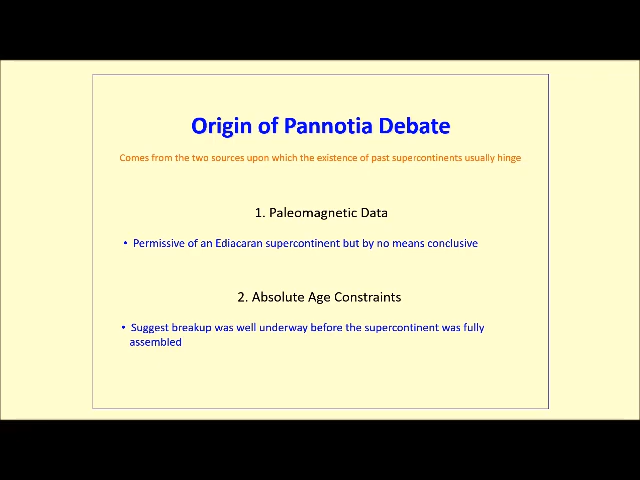 Origin of Pannotia Debate
Comes from the two sources upon which the existence of past supercontinents usually hinge
1. Paleomagnetic Data
• Permissive of an Ediacaran supercontinent but by no means conclusive
2. Absolute Age Constraints
• Suggest breakup was well underway before the supercontinent was fully
assembled